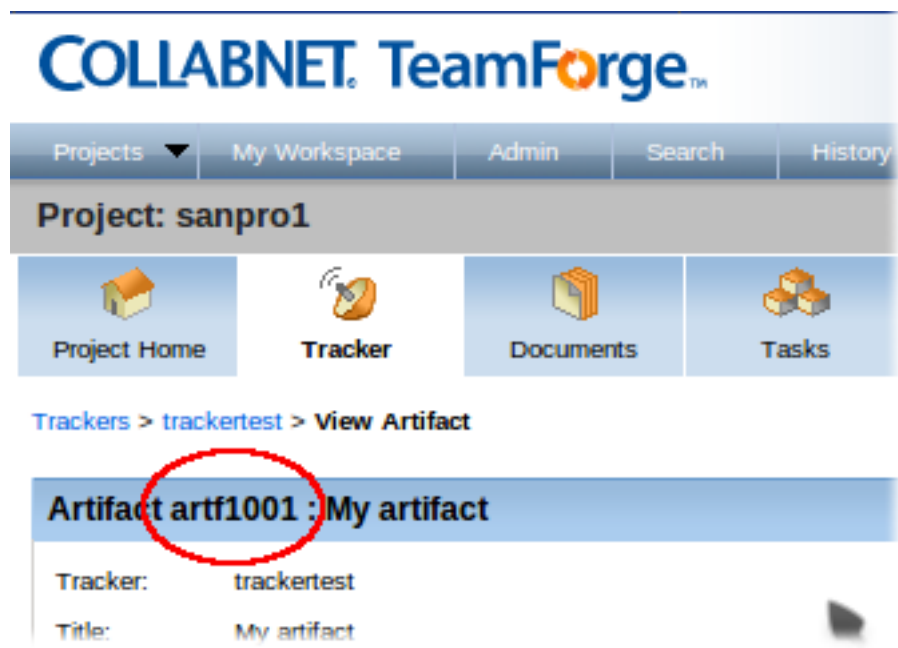 COLLABNET. TeamForge™
Projects My Workspace Admin Search History
Project: sanpro1
Project Home Tracker Documents Tasks
Trackers > trackertest > View Artifact
Artifact artf1001 : My artifact
Tracker: trackertest
Title: My artifact